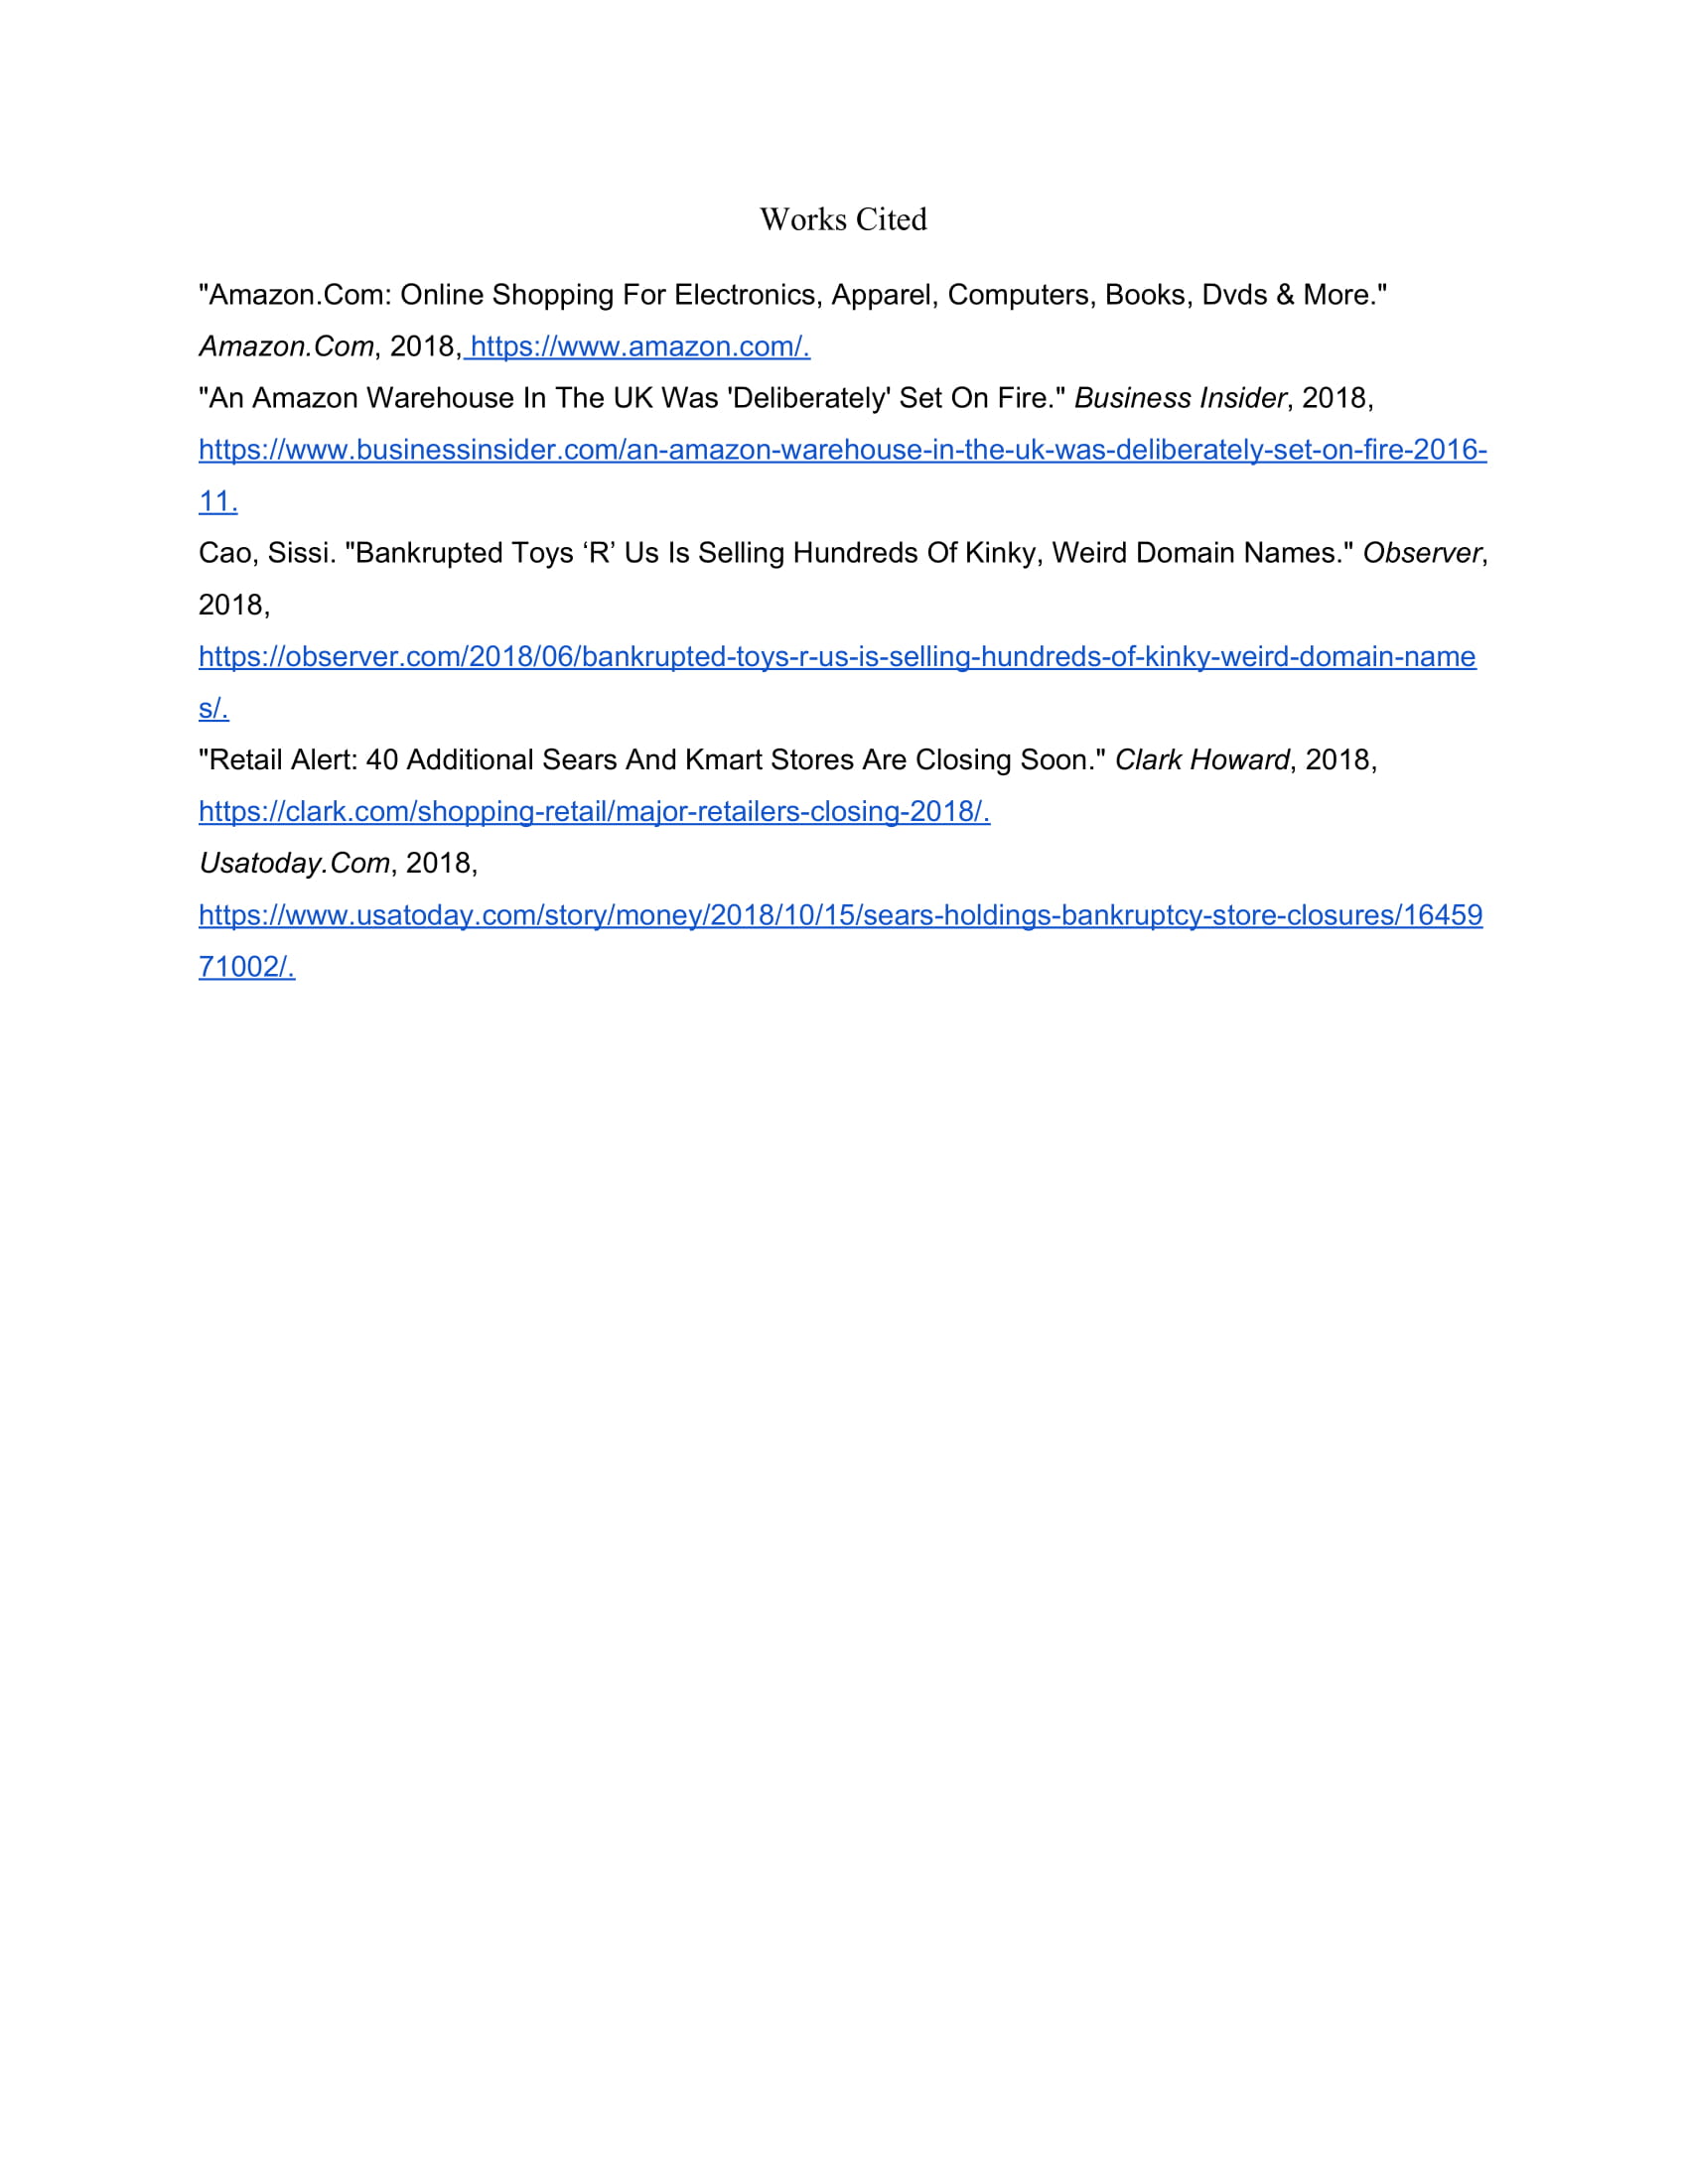 Works Cited
"Amazon.Com: Online Shopping For Electronics, Apparel, Computers, Books, Dvds & More."
Amazon.Com, 2018, https://www.amazon.com/.
"An Amazon Warehouse In The UK Was 'Deliberately' Set On Fire." Business Insider, 2018,
https://www.businessinsider.com/an-amazon-warehouse-in-the-uk-was-deliberately-set-on-fire-2016-
11.
Cao, Sissi. "Bankrupted Toys ‘R’ Us Is Selling Hundreds Of Kinky, Weird Domain Names." Observer,
2018,
https://observer.com/2018/06/bankrupted-toys-r-us-is-selling-hundreds-of-kinky-weird-domain-name
s/.
"Retail Alert: 40 Additional Sears And Kmart Stores Are Closing Soon." Clark Howard, 2018,
https://clark.com/shopping-retail/major-retailers-closing-2018/.
Usatoday.Com, 2018,
https://www.usatoday.com/story/money/2018/10/15/sears-holdings-bankruptcy-store-closures/16459
71002/.